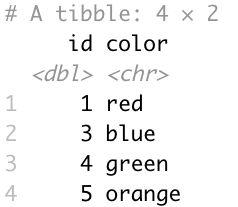 # A tibble: 4 × 2
id color
<dbl> <chr>
1 1 red
2 3 blue
3 4 green
4 5 orange